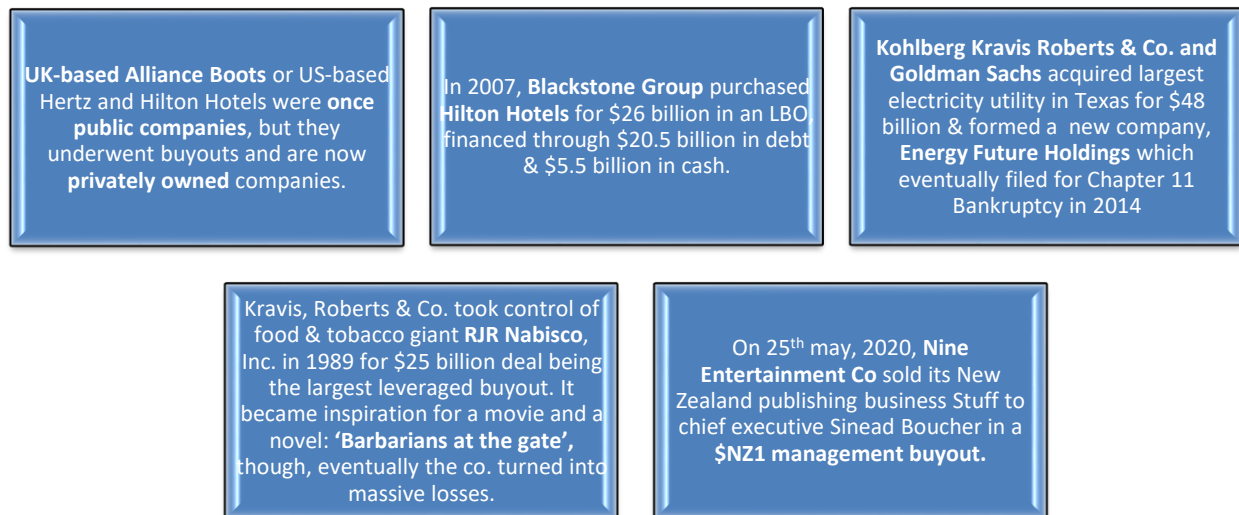 UK-based Alliance Boots or US-based
Hertz and Hilton Hotels were once
public companies, but they
underwent buyouts and are now
privately owned companies.
In 2007, Blackstone Group purchased
Hilton Hotels for $26 billion in an LBO,
financed through $20.5 billion in debt
& $5.5 billion in cash.
Kohlberg Kravis Roberts & Co. and
Goldman Sachs acquired largest
electricity utility in Texas for $48
billion & formed a new company,
Energy Future Holdings which
eventually filed for Chapter 11
Bankruptcy in 2014
Kravis, Roberts & Co. took control of
food & tobacco giant RJR Nabisco,
Inc. in 1989 for $25 billion deal being
the largest leveraged buyout. It
became inspiration for a movie and a
novel: ‘Barbarians at the gate’,
though, eventually the co. turned into
massive losses.
On 25th may, 2020, Nine
Entertainment Co sold its New
Zealand publishing business Stuff to
chief executive Sinead Boucher in a
$NZ1 management buyout.